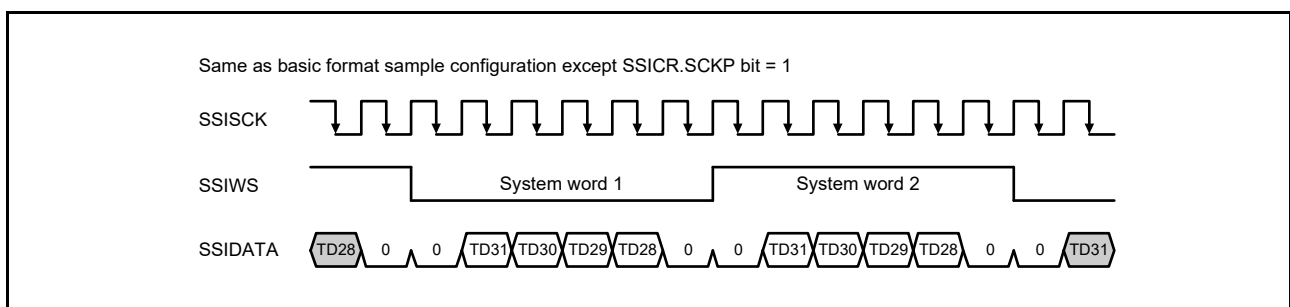 Same as basic format sample configuration except SSICR.SCKP bit = 1
SSISCK
SSIWS System word 1 System word 2
SSIDATA TD28 0 0 TD31 TD30 TD29 TD28 0 0 TD31 TD30 TD29 TD28 0 0 TD31